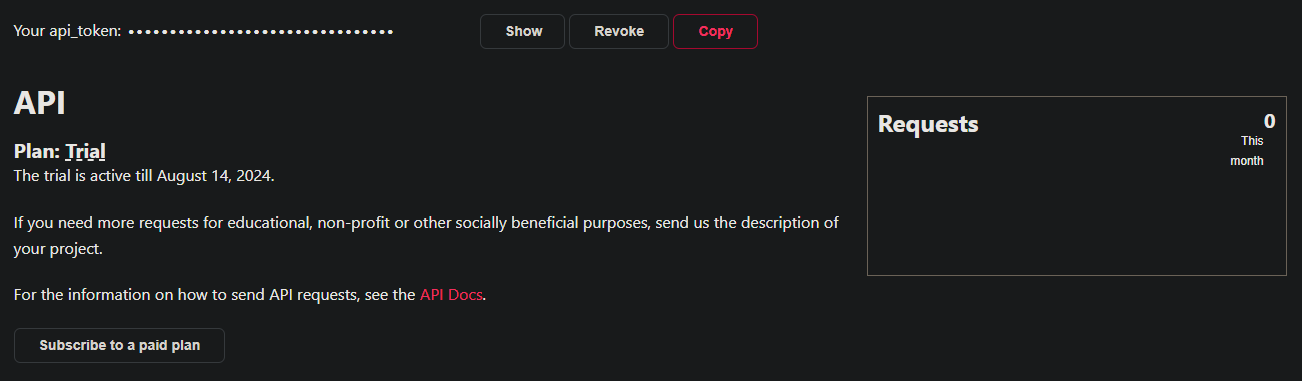 Your api_token: •••••••••••••••••••••••••••••••• Show Revoke Copy
API
Requests 0
This
month
Plan: Trial
The trial is active till August 14, 2024.
If you need more requests for educational, non-profit or other socially beneficial purposes, send us the description of
your project.
For the information on how to send API requests, see the API Docs.
Subscribe to a paid plan